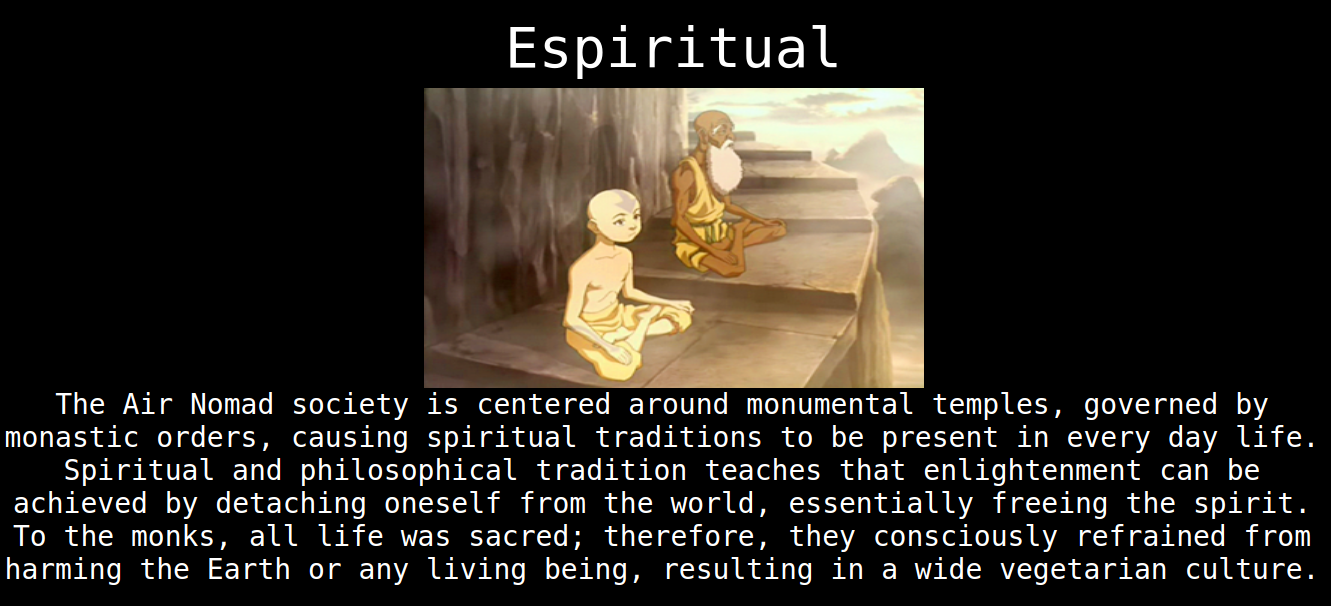 Espiritual
The Air Nomad society is centered around monumental temples, governed by
monastic orders, causing spiritual traditions to be present in every day life.
Spiritual and philosophical tradition teaches that enlightenment can be
achieved by detaching oneself from the world, essentially freeing the spirit.
To the monks, all life was sacred; therefore, they consciously refrained from
harming the Earth or any living being, resulting in a wide vegetarian culture.